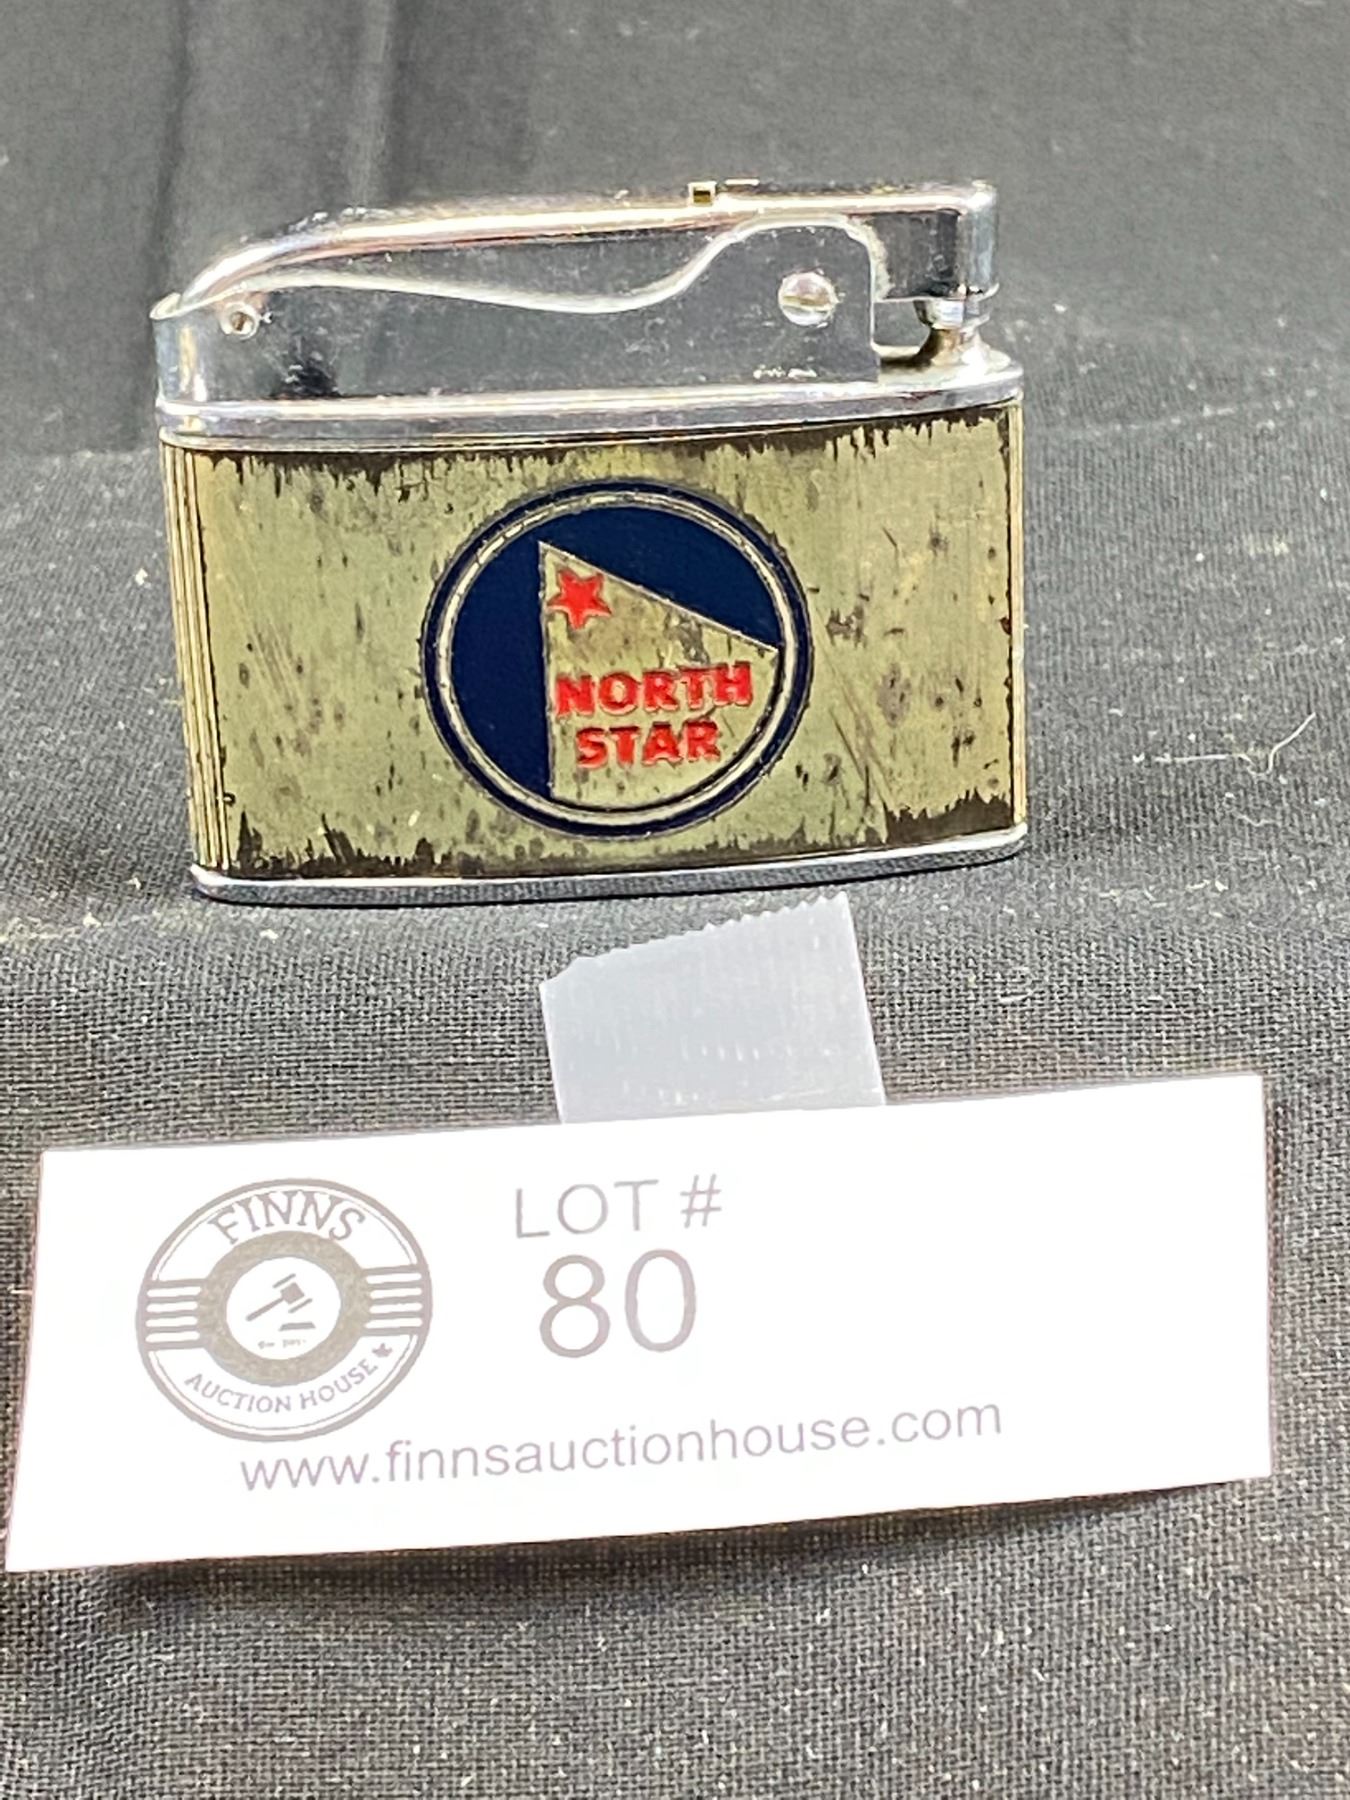 NORTH
STAR
FINNS
AUCTION HOUSE
LOT #
80
www.finnsauctionhouse.com